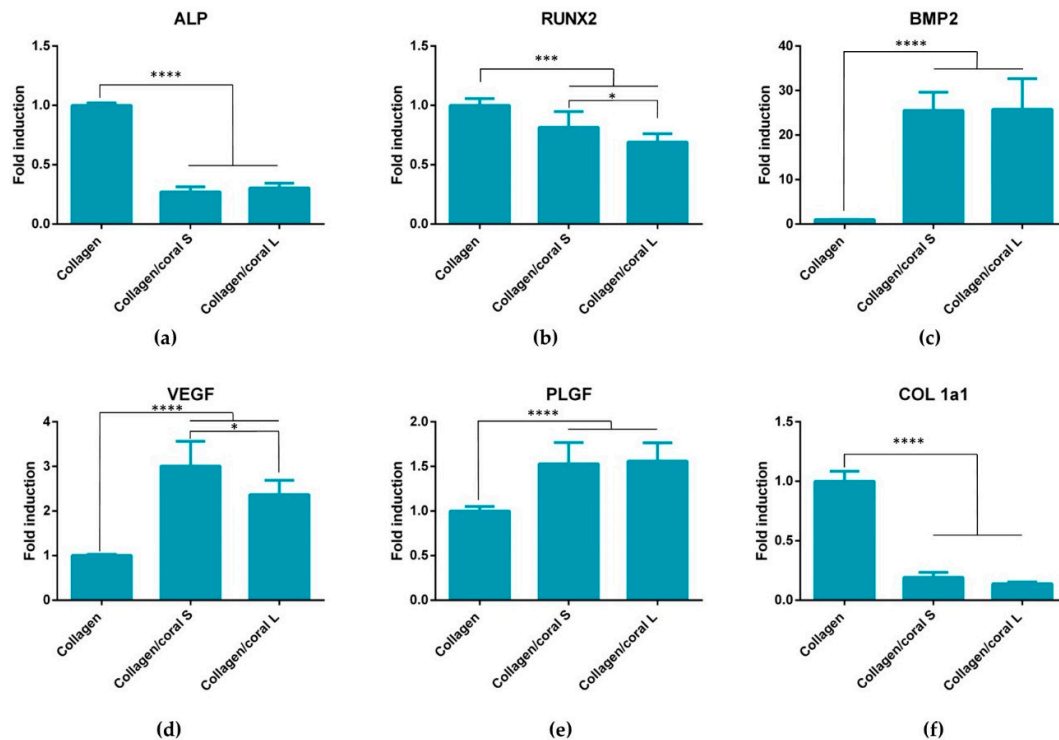 ALP
****
Fold induction
1.5
1.0
0.5
0.0
Collagen
Collagen/coral S
Collagen/coral L
(a)
RUNX2
***
*
Fold induction
1.5
1.0
0.5
0.0
Collagen
Collagen/coral S
Collagen/coral L
(b)
BMP2
****
Fold induction
40
30
20
10
0
Collagen
Collagen/coral S
Collagen/coral L
(c)
VEGF
****
*
Fold induction
4
3
2
1
0
Collagen
Collagen/coral S
Collagen/coral L
(d)
PLGF
****
Fold induction
2.0
1.5
1.0
0.5
0.0
Collagen
Collagen/coral S
Collagen/coral L
(e)
COL 1a1
****
Fold induction
1.5
1.0
0.5
0.0
Collagen
Collagen/coral S
Collagen/coral L
(f)